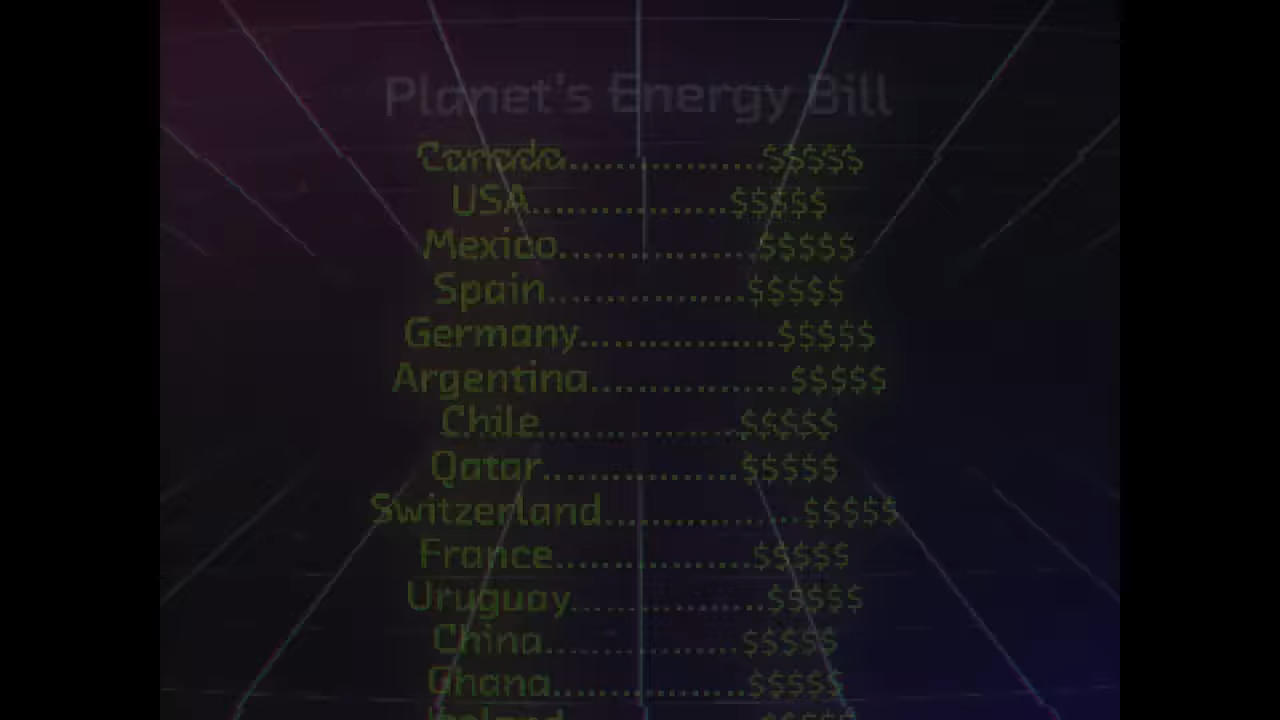 Planet's Energy Bill
Canada.................$$$$$
USA.................$$$$$
Mexico.................$$$$$
Spain.................$$$$$
Germany.................$$$$$
Argentina.................$$$$$
Chile.................$$$$$
Qatar.................$$$$$
Switzerland.................$$$$$
France.................$$$$$
Uruguay.................$$$$$
China.................$$$$$
Ghana.................$$$$$